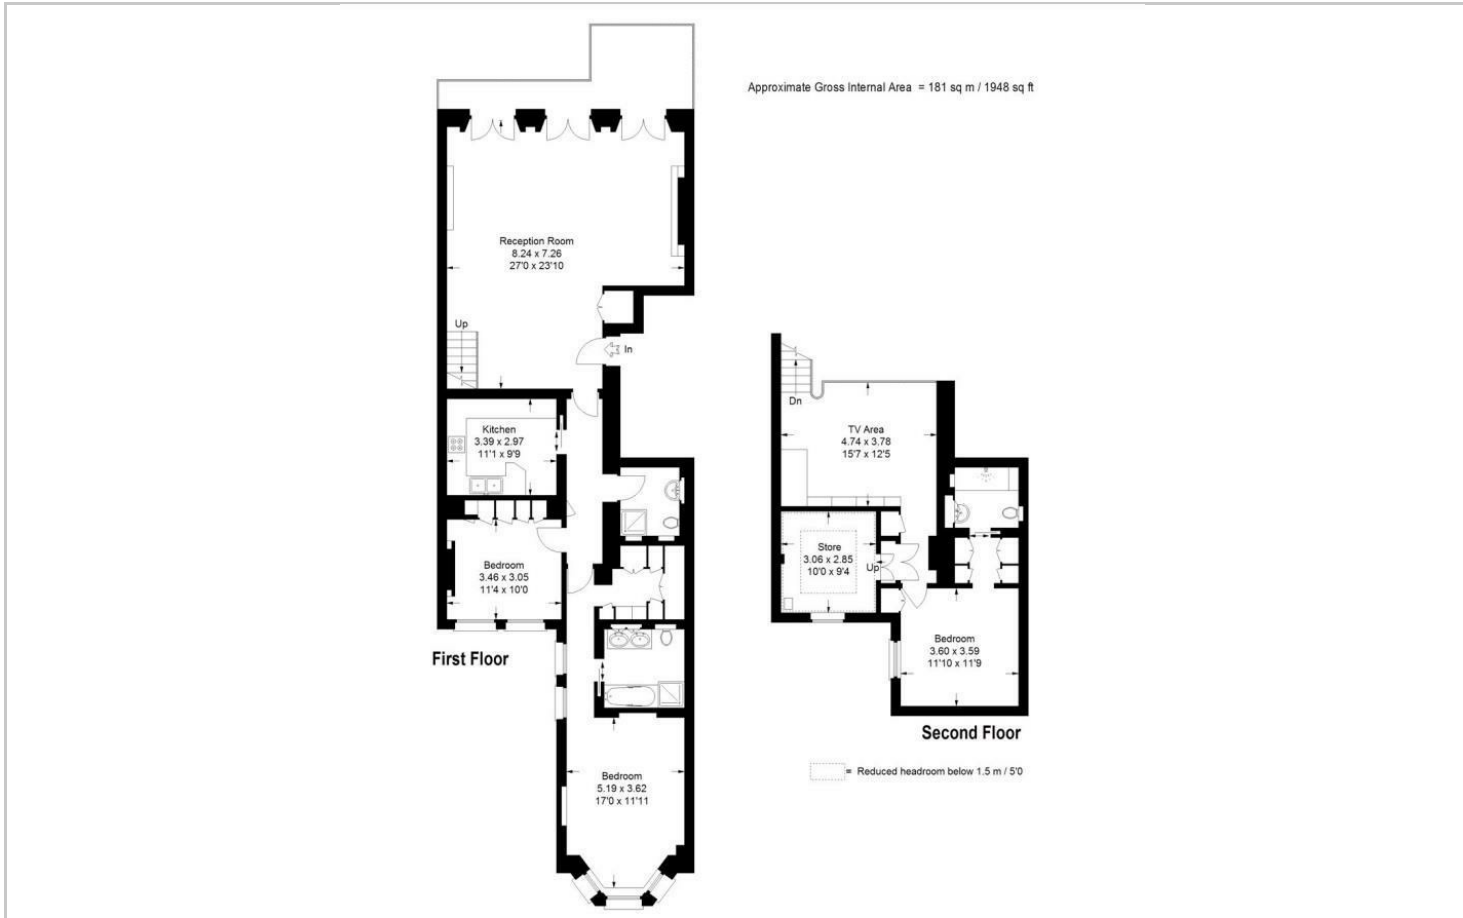 Approximate Gross Internal Area = 181 sq m / 1948 sq ft
Reception Room
8.24 x 7.26
27'0 x 23'10
Up
In
Kitchen
3.39 x 2.97
11'1 x 9'9
Bedroom
3.46 x 3.05
11'4 x 10'0
First Floor
Bedroom
5.19 x 3.62
17'0 x 11'11
Dn
TV Area
4.74 x 3.78
15'7 x 12'5
Store
3.06 x 2.85
10'0 x 9'4
Up
Bedroom
3.60 x 3.59
11'10 x 11'9
Second Floor
= Reduced headroom below 1.5 m / 5'0